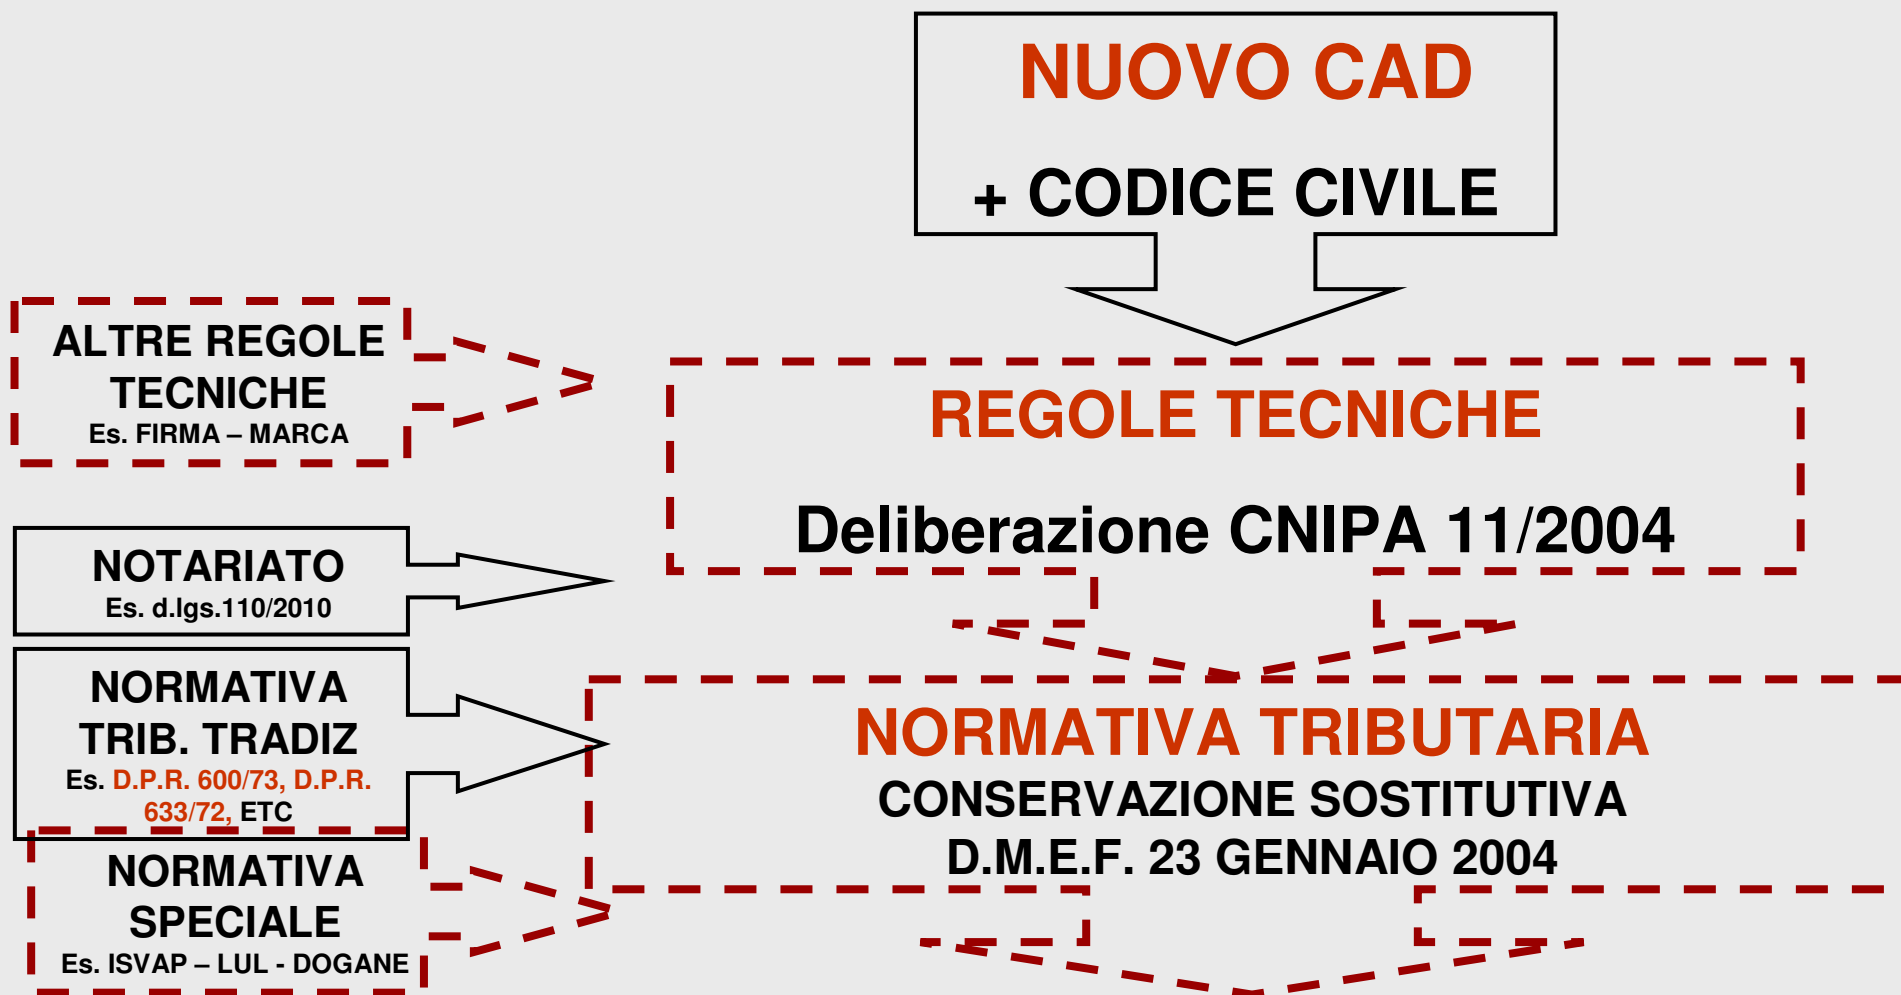 NUOVO CAD
+ CODICE CIVILE
ALTRE REGOLE
TECNICHE
Es. FIRMA – MARCA
REGOLE TECNICHE
Deliberazione CNIPA 11/2004
NOTARIATO
Es. d.lgs.110/2010
NORMATIVA
TRIB. TRADIZ
Es. D.P.R. 600/73, D.P.R.
633/72, ETC
NORMATIVA TRIBUTARIA
CONSERVAZIONE SOSTITUTIVA
D.M.E.F. 23 GENNAIO 2004
NORMATIVA
SPECIALE
Es. ISVAP – LUL - DOGANE